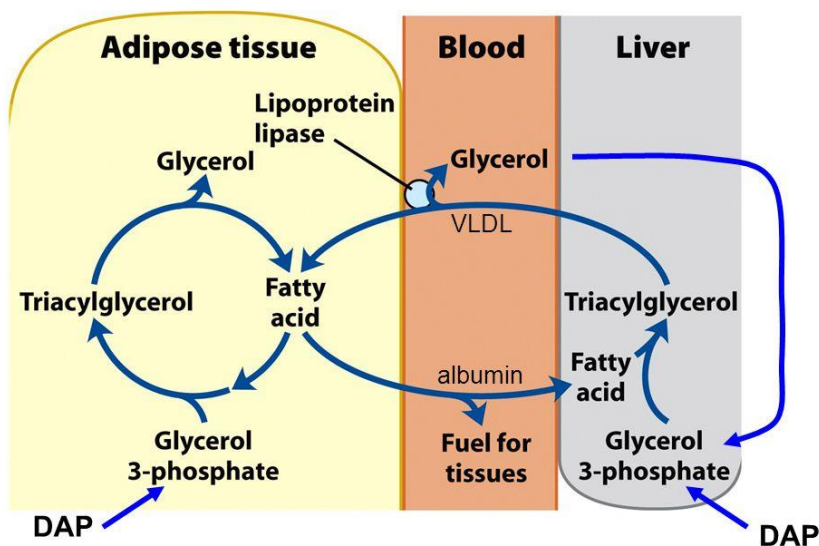 Adipose tissue
Blood
Liver
Lipoprotein
lipase
Glycerol
Glycerol
VLDL
Triacylglycerol
Fatty
acid
Triacylglycerol
albumin
Fatty
acid
Glycerol
3-phosphate
Fuel for
tissues
Glycerol
3-phosphate
DAP
DAP